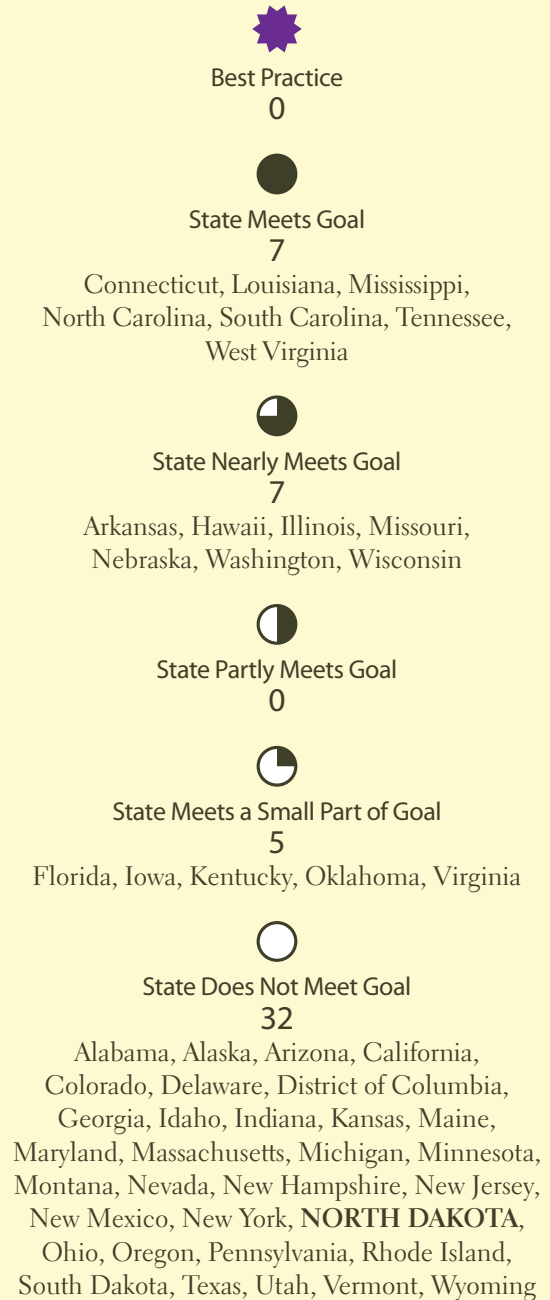 Best Practice
0
State Meets Goal
7
Connecticut, Louisiana, Mississippi,
North Carolina, South Carolina, Tennessee,
West Virginia
State Nearly Meets Goal
7
Arkansas, Hawaii, Illinois, Missouri,
Nebraska, Washington, Wisconsin
State Partly Meets Goal
0
State Meets a Small Part of Goal
5
Florida, Iowa, Kentucky, Oklahoma, Virginia
State Does Not Meet Goal
32
Alabama, Alaska, Arizona, California,
Colorado, Delaware, District of Columbia,
Georgia, Idaho, Indiana, Kansas, Maine,
Maryland, Massachusetts, Michigan, Minnesota,
Montana, Nevada, New Hampshire, New Jersey,
New Mexico, New York, NORTH DAKOTA,
Ohio, Oregon, Pennsylvania, Rhode Island,
South Dakota, Texas, Utah, Vermont, Wyoming